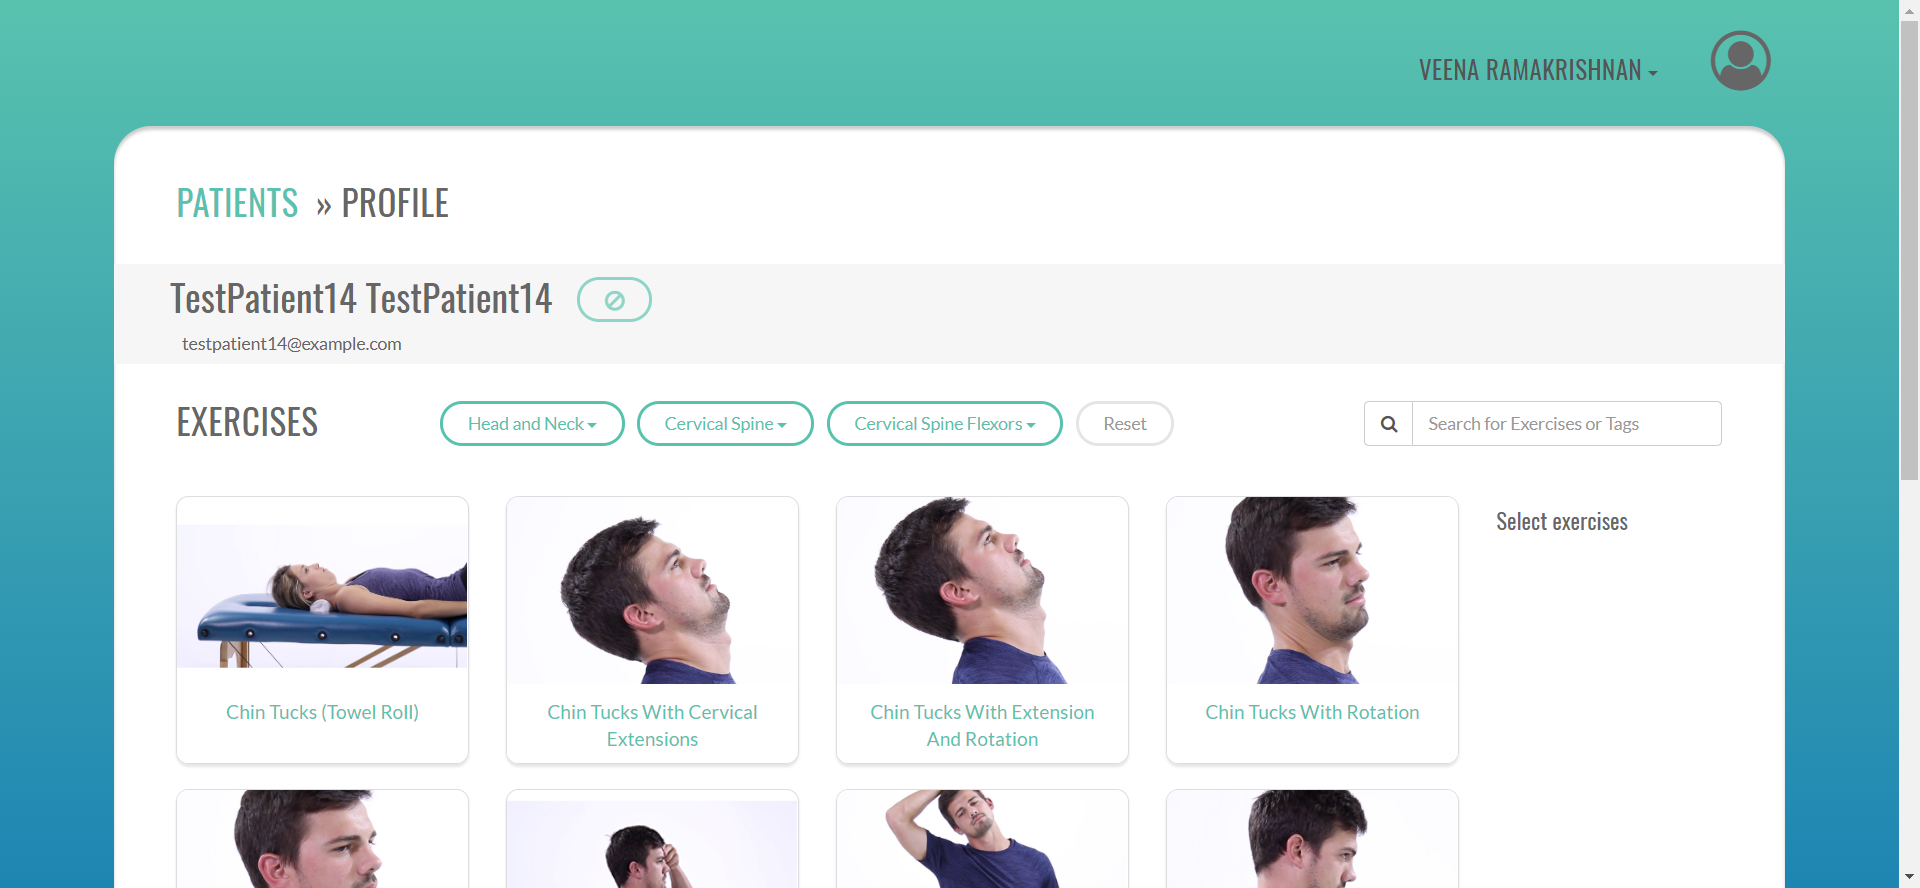 VEENA RAMAKRISHNAN
PATIENTS » PROFILE
TestPatient14 TestPatient14
testpatient14@example.com
EXERCISES
Head and Neck
Cervical Spine
Cervical Spine Flexors
Reset
Search for Exercises or Tags
Select exercises
Chin Tucks (Towel Roll)
Chin Tucks With Cervical
Extensions
Chin Tucks With Extension
And Rotation
Chin Tucks With Rotation